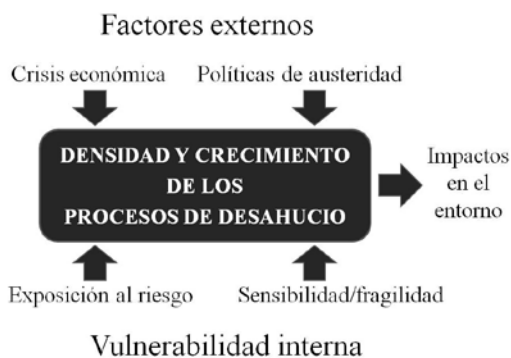 Factores externos
Crisis económica Políticas de austeridad
DENSIDAD Y CRECIMIENTO
DE LOS
PROCESOS DE DESAHUCIO
Impactos
en el
entorno
Exposición al riesgo Sensibilidad/fragilidad
Vulnerabilidad interna